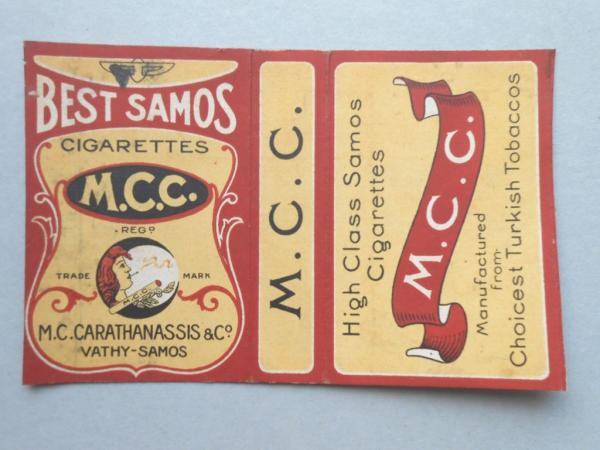 BEST SAMOS
CIGARETTES
M.C.C.
REGD
TRADE MARK
M.C.C.
M.C.CARATHANASSIS & Co
VATHY-SAMOS
M.C.C.
High Class Samos
Cigarettes
M.C.C.
Manufactured
from
Choicest Turkish Tobaccos